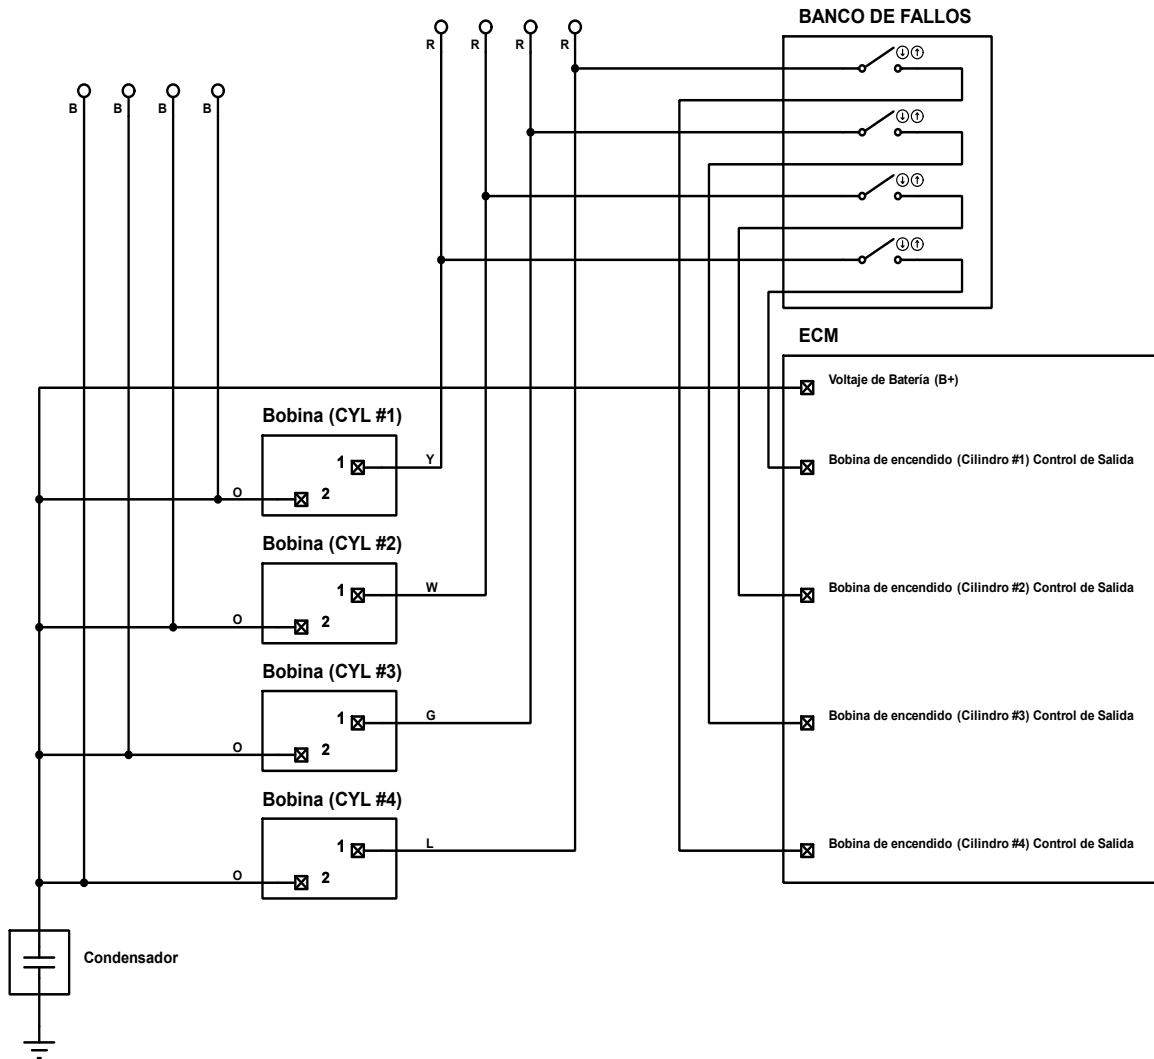 BANCO DE FALLOS
R R R R
B B B B
ECM
Voltaje de Batería (B+)
Bobina (CYL #1)
1 Y
Bobina de encendido (Cilindro #1) Control de Salida
O 2
Bobina (CYL #2)
1 W
Bobina de encendido (Cilindro #2) Control de Salida
O 2
Bobina (CYL #3)
1 G
Bobina de encendido (Cilindro #3) Control de Salida
O 2
Bobina (CYL #4)
1 L
Bobina de encendido (Cilindro #4) Control de Salida
O 2
Condensador